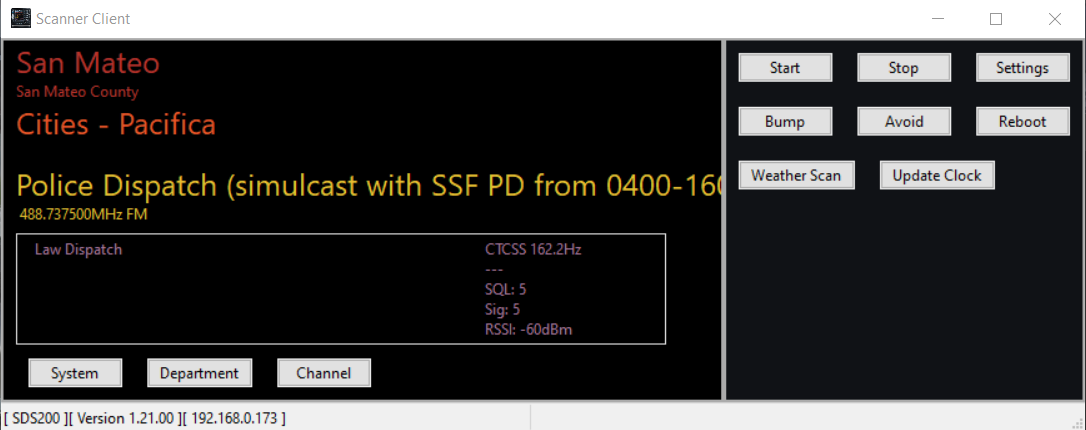 Scanner Client
San Mateo
San Mateo County
Cities - Pacifica
Police Dispatch (simulcast with SSF PD from 0400-160
488.737500MHz FM
Law Dispatch
CTCSS 162.2Hz
---
SQL: 5
Sig: 5
RSSI: -60dBm
System Department Channel
Start Stop Settings
Bump Avoid Reboot
Weather Scan Update Clock
[ SDS200 ][ Version 1.21.00 ][ 192.168.0.173 ]